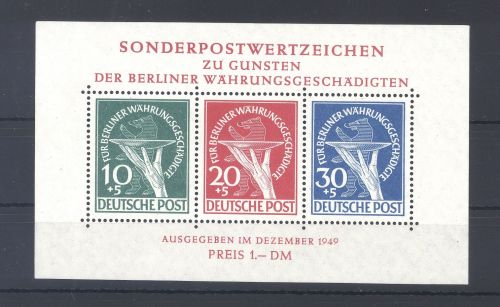 SONDERPOSTWERTZEICHEN
ZU GUNSTEN
DER BERLINER WÄHRUNGSGESCHÄDIGTEN
FÜR BERLINER WÄHRUNGSGESCHÄDIGTE
10
+5
DEUTSCHE POST
FÜR BERLINER WÄHRUNGSGESCHÄDIGTE
20
+5
DEUTSCHE POST
FÜR BERLINER WÄHRUNGSGESCHÄDIGTE
30
+5
DEUTSCHE POST
AUSGEGEBEN IM DEZEMBER 1949
PREIS 1.— DM